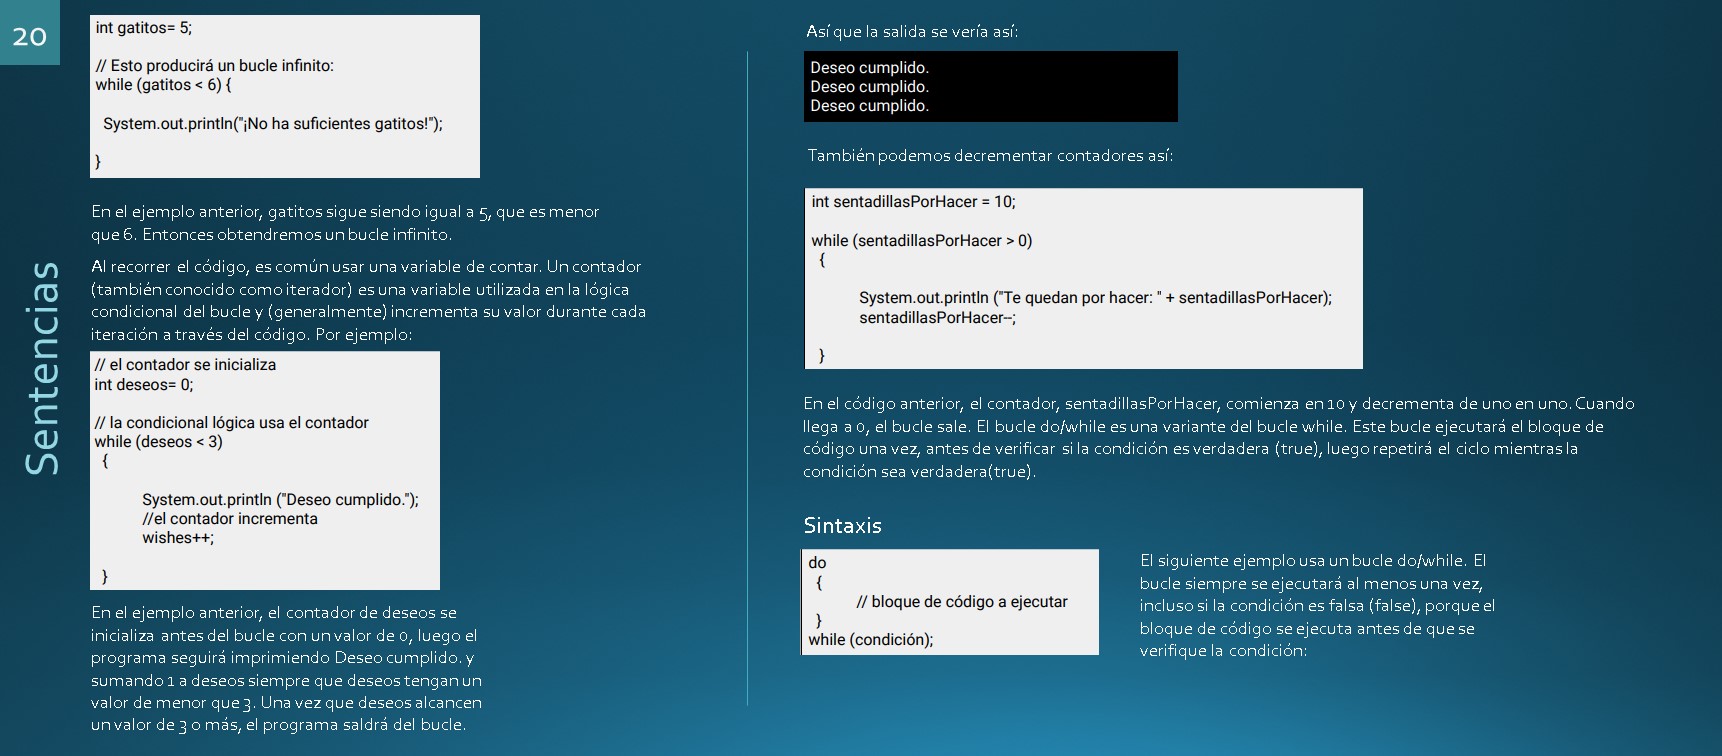 20
Sentencias
int gatitos= 5;
// Esto producirá un bucle infinito:
while (gatitos < 6) {
System.out.println("¡No ha suficientes gatitos!");
}
En el ejemplo anterior, gatitos sigue siendo igual a 5, que es menor
que 6. Entonces obtendremos un bucle infinito.
Al recorrer el código, es común usar una variable de contar. Un contador
(también conocido como iterador) es una variable utilizada en la lógica
condicional del bucle y (generalmente) incrementa su valor durante cada
iteración a través del código. Por ejemplo:
// el contador se inicializa
int deseos= 0;
// la condicional lógica usa el contador
while (deseos < 3)
{
System.out.println ("Deseo cumplido.");
//el contador incrementa
wishes++;
}
En el ejemplo anterior, el contador de deseos se
inicializa antes del bucle con un valor de 0, luego el
programa seguirá imprimiendo Deseo cumplido. y
sumando 1 a deseos siempre que deseos tengan un
valor de menor que 3. Una vez que deseos alcancen
un valor de 3 o más, el programa saldrá del bucle.
Así que la salida se vería así:
Deseo cumplido.
Deseo cumplido.
Deseo cumplido.
También podemos decrementar contadores así:
int sentadillasPorHacer = 10;
while (sentadillasPorHacer > 0)
{
System.out.println ("Te quedan por hacer: " + sentadillasPorHacer);
sentadillasPorHacer--;
}
En el código anterior, el contador, sentadillasPorHacer, comienza en 10 y decrementa de uno en uno. Cuando
llega a 0, el bucle sale. El bucle do/while es una variante del bucle while. Este bucle ejecutará el bloque de
código una vez, antes de verificar si la condición es verdadera (true), luego repetirá el ciclo mientras la
condición sea verdadera(true).
Sintaxis
do
{
// bloque de código a ejecutar
}
while (condición);
El siguiente ejemplo usa un bucle do/while. El
bucle siempre se ejecutará al menos una vez,
incluso si la condición es falsa (false), porque el
bloque de código se ejecuta antes de que se
verifique la condición: